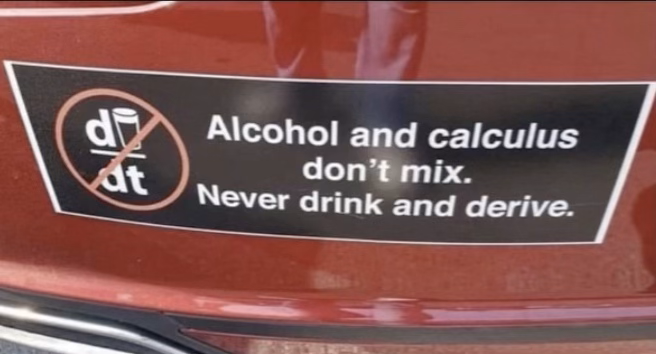 d
dt
Alcohol and calculus
don't mix.
Never drink and derive.